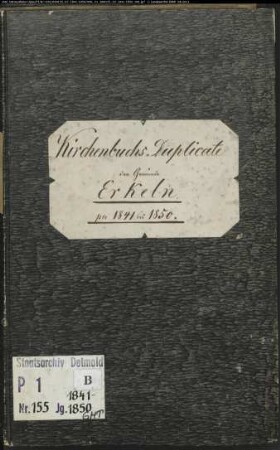 Kirchenbuchs-Duplicate
der Gemeinde
Erkeln
pro 1841 bis 1850.
Staatsarchiv Detmold
P 1 B
1841-
Nr. 155 Jg. 1850